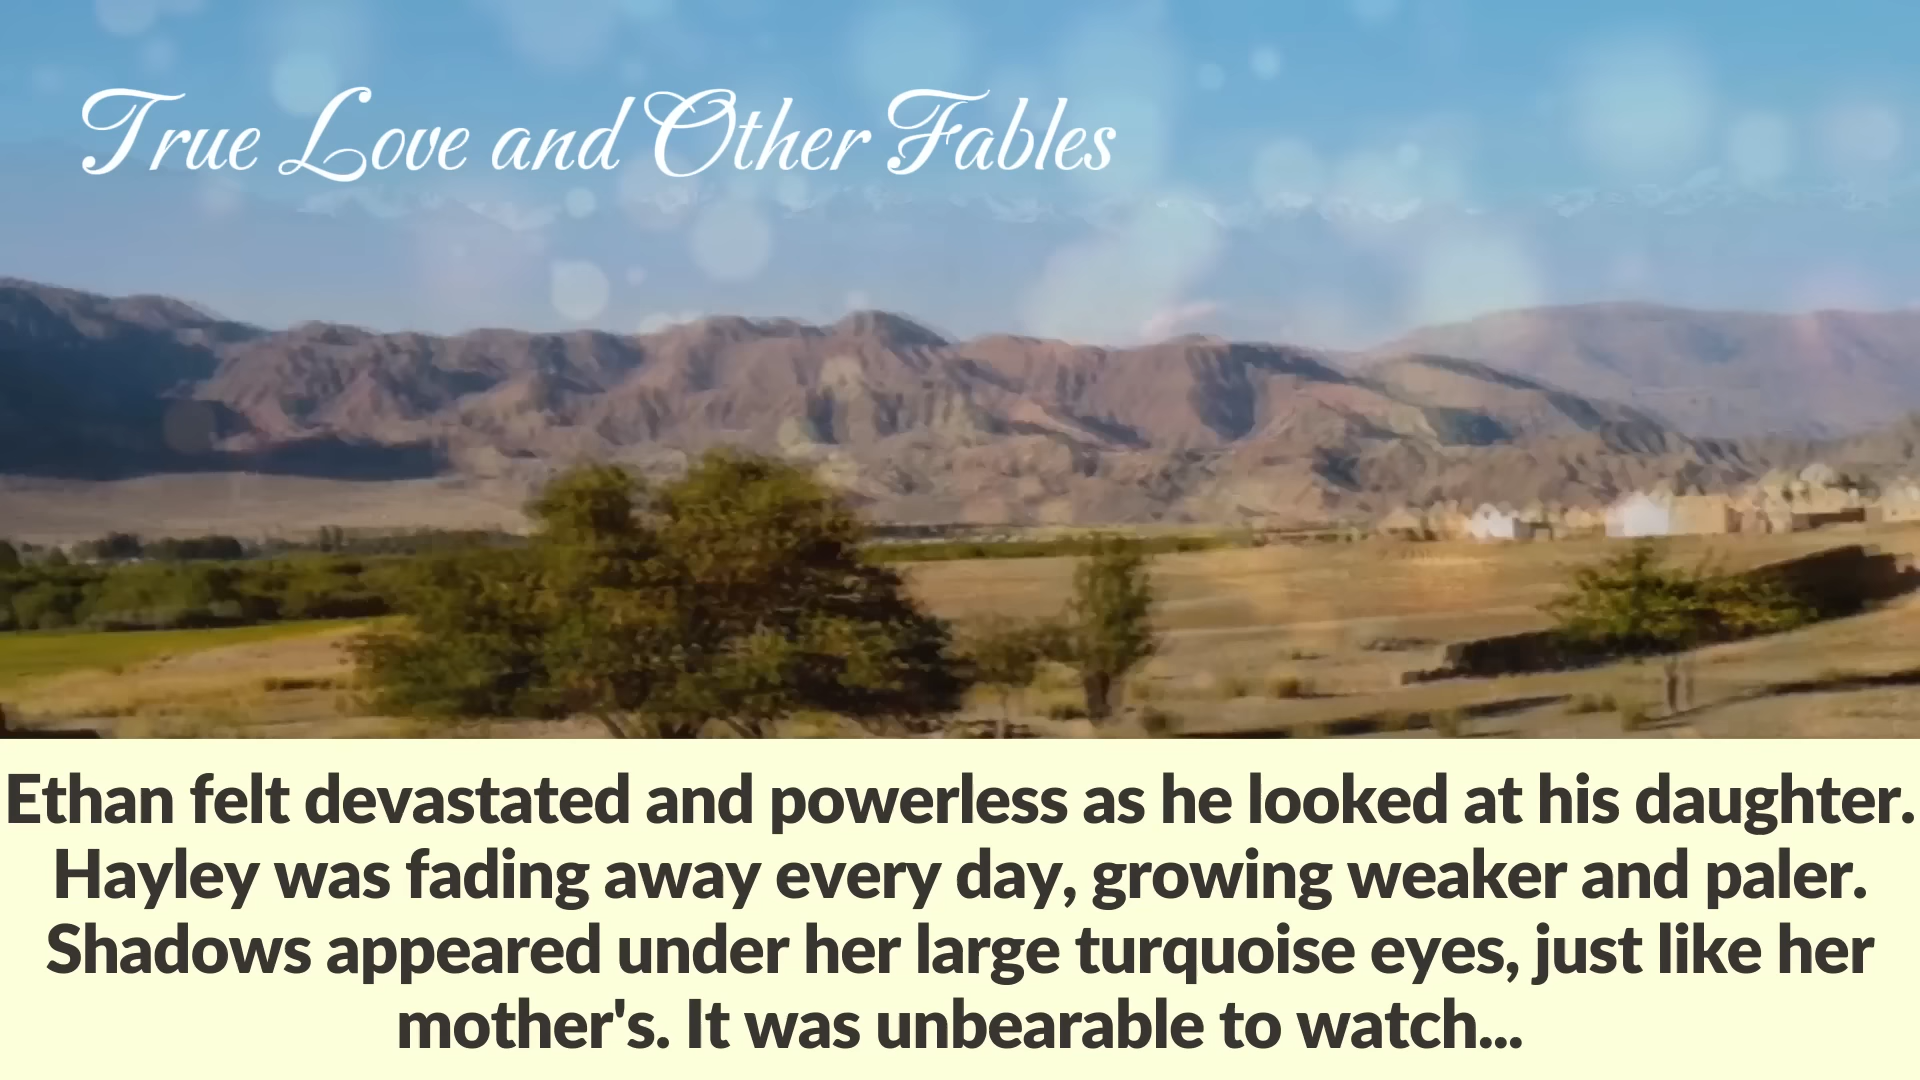 True Love and Other Fables
Ethan felt devastated and powerless as he looked at his daughter.
Hayley was fading away every day, growing weaker and paler.
Shadows appeared under her large turquoise eyes, just like her
mother's. It was unbearable to watch...